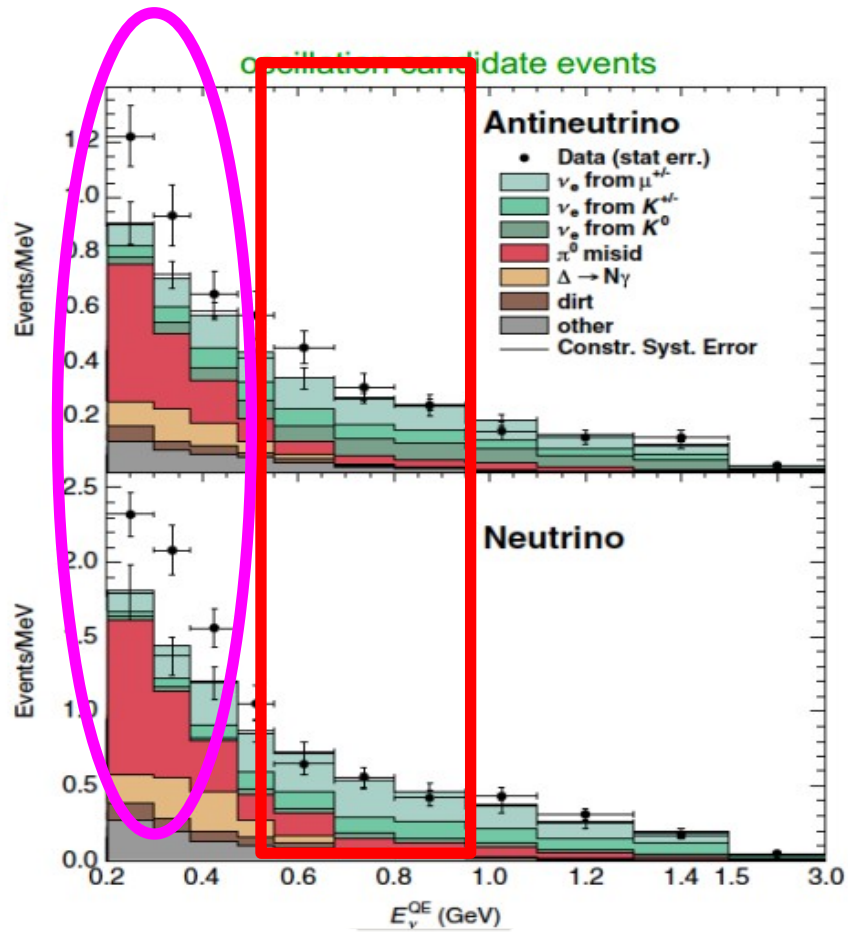 oscillation candidate events
Antineutrino
Data (stat err.)
νe from μ+/-
νe from K+/-
νe from K0
π0 misid
Δ → Nγ
dirt
other
Constr. Syst. Error
Events/MeV
1.2
1.0
0.8
0.6
0.4
0.2
Neutrino
Events/MeV
2.5
2.0
1.5
1.0
0.5
0.0
0.2 0.4 0.6 0.8 1.0 1.2 1.4 1.5 3.0
EνQE (GeV)